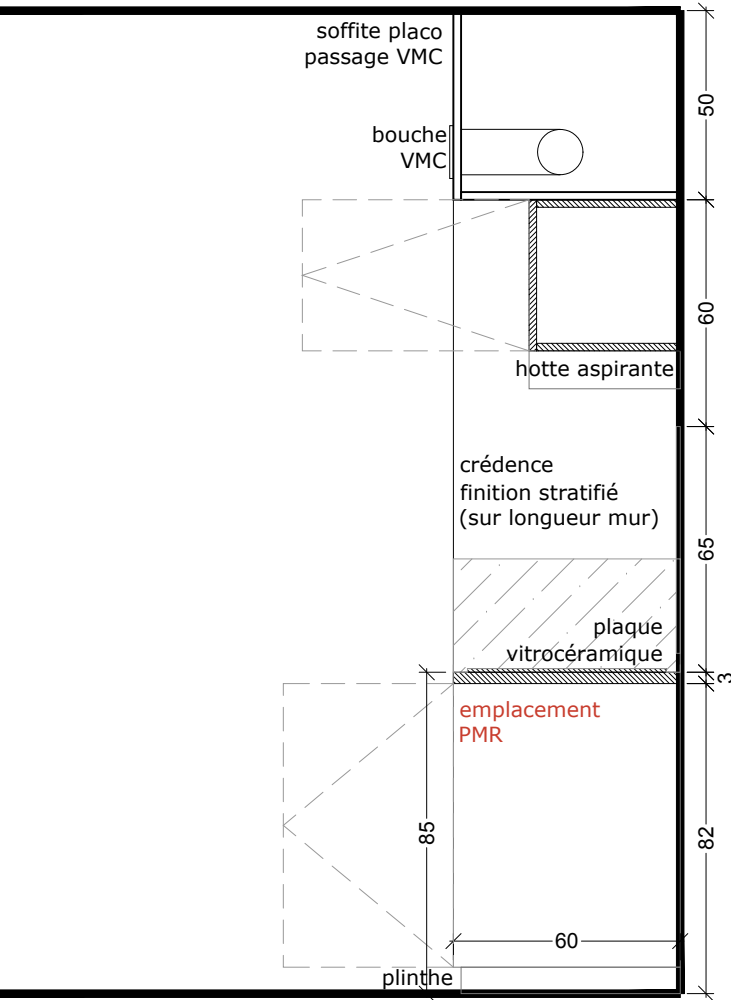 soffite placo
passage VMC
50
bouche
VMC
60
hotte aspirante
crédence
finition stratifié
(sur longueur mur)
65
plaque
vitrocéramique
3
emplacement
PMR
85
82
60
plinthe